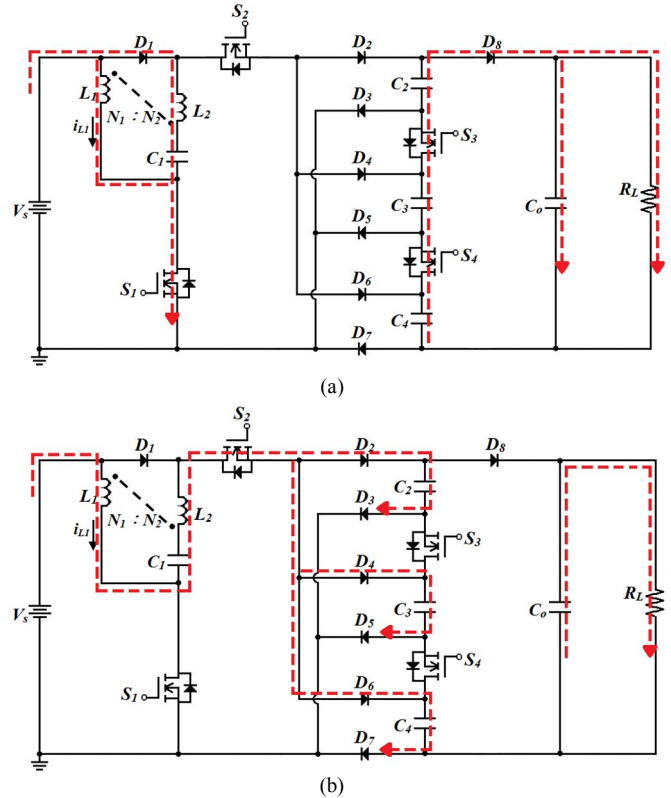 S2
D1
D2
D8
L1
L2
C2
N1 : N2
D3
iL1
S3
C1
D4
RL
Vs
C3
Co
D5
S4
S1
D6
C4
D7
(a)
S2
D1
D2
D8
L1
L2
C2
N1 : N2
D3
iL1
S3
C1
D4
RL
Vs
C3
Co
D5
S4
S1
D6
C4
D7
(b)